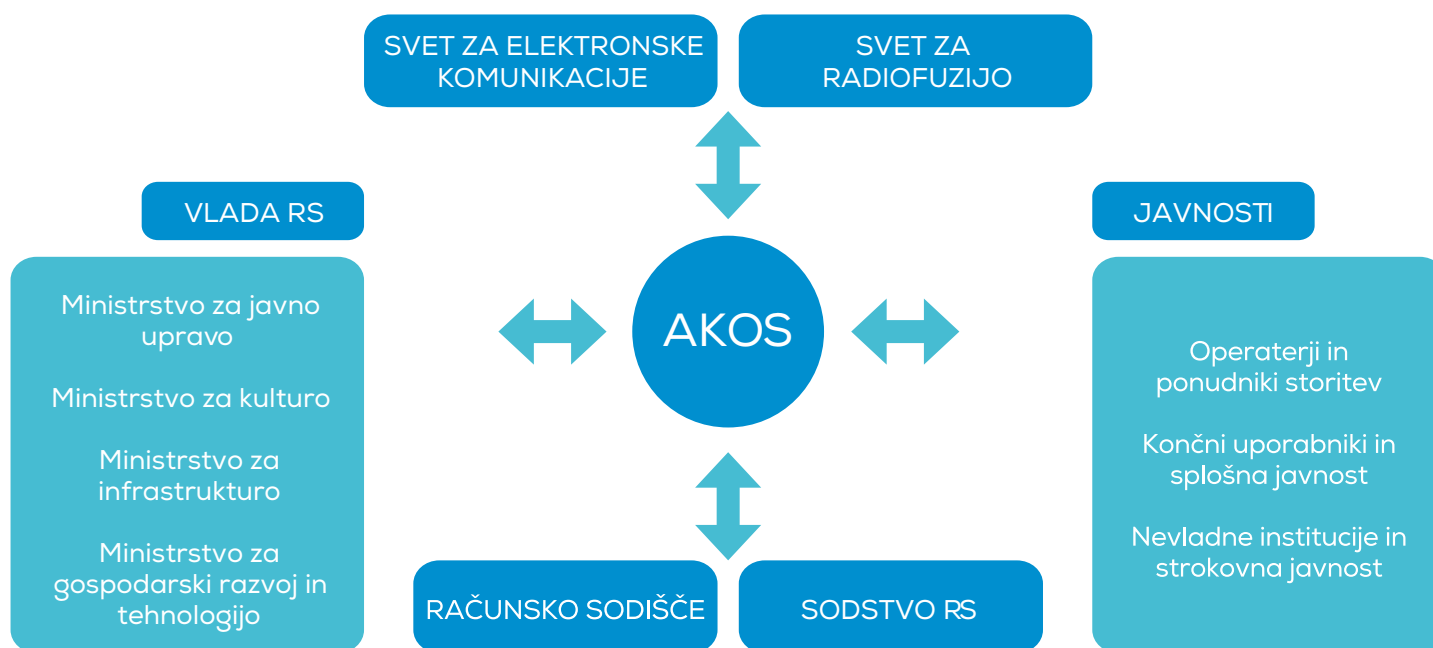 SVET ZA ELEKTRONSKE
KOMUNIKACIJE
SVET ZA
RADIOFUZIJO
VLADA RS
Ministrstvo za javno
upravo
Ministrstvo za kulturo
Ministrstvo za
infrastrukturo
Ministrstvo za
gospodarski razvoj in
tehnologijo
AKOS
JAVNOSTI
Operaterji in
ponudniki storitev
Končni uporabniki in
splošna javnost
Nevladne institucije in
strokovna javnost
RAČUNSKO SODIŠČE
SODSTVO RS